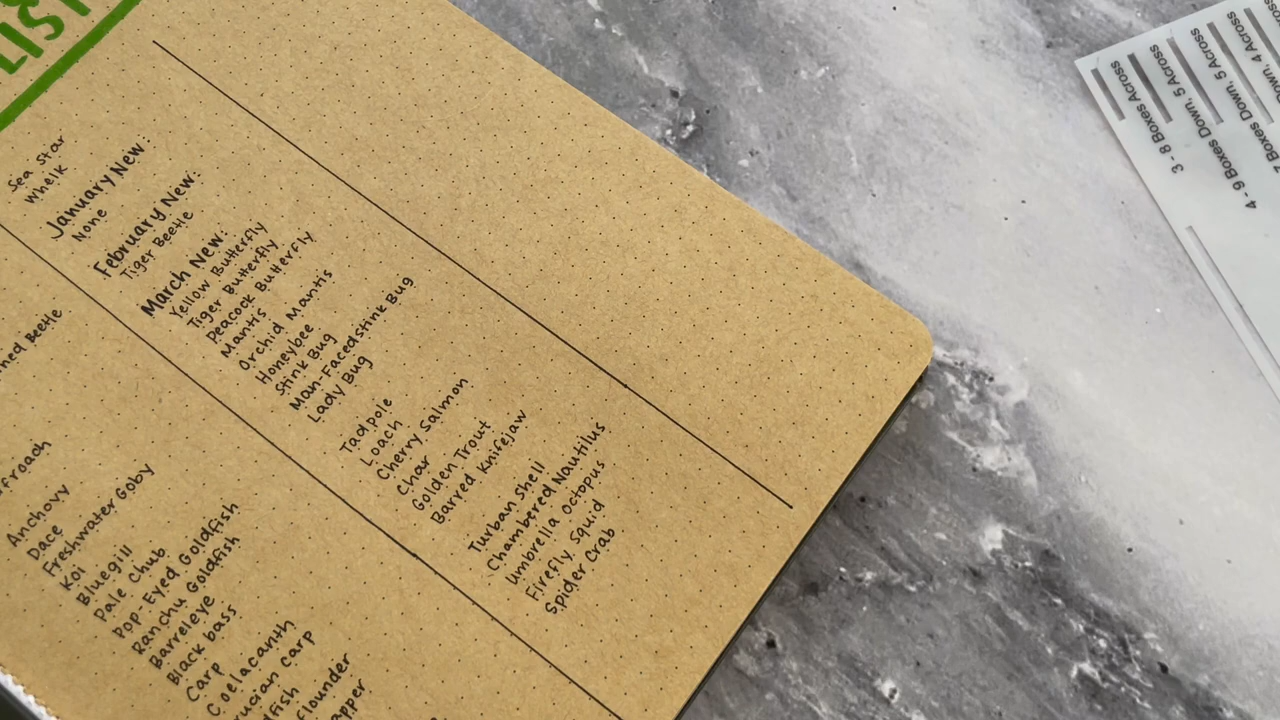 LIST
Sea Star
Whelk
January New:
None
February New:
Tiger Beetle
March New:
Yellow Butterfly
Tiger Butterfly
Peacock Butterfly
Mantis
Orchid Mantis
Honeybee
Stink Bug
Man-Faced Stink Bug
Lady Bug
Tadpole
Loach
Cherry Salmon
Char
Golden Trout
Barred Knifejaw
Turban Shell
Chambered Nautilus
Umbrella Octopus
Firefly Squid
Spider Crab
Beetle
Anchovy
Dace
Freshwater Goby
Koi
Bluegill
Pale Chub
Pop-Eyed Goldfish
Ranchu Goldfish
Barreleye
Black bass
Carp
Coelacanth
Carp
flounder
3 - 8 Boxes Across
4 - 9 Boxes Down, 5 Across
Boxes Down, 5 Across
Down, 4 Across